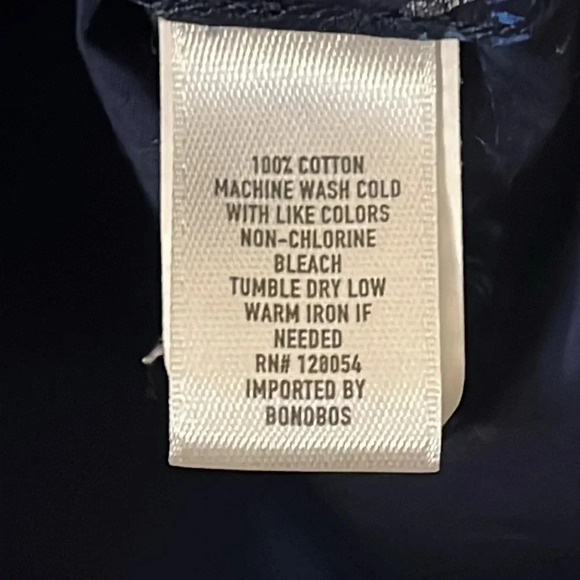 100% COTTON
MACHINE WASH COLD
WITH LIKE COLORS
NON-CHLORINE
BLEACH
TUMBLE DRY LOW
WARM IRON IF
NEEDED
RN# 128054
IMPORTED BY
BONOBOS